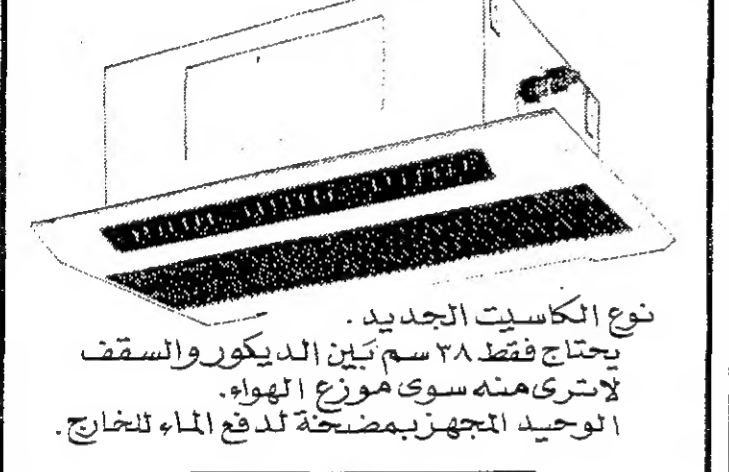 نوع الكاسيت الجديد.
يحتاج فقط ٣٨ سم بَين الديكور والسقف
لاترى منه سوى موزع الهواء.
الوحيد المجهز بمضخة لدفع الماء للخارج.